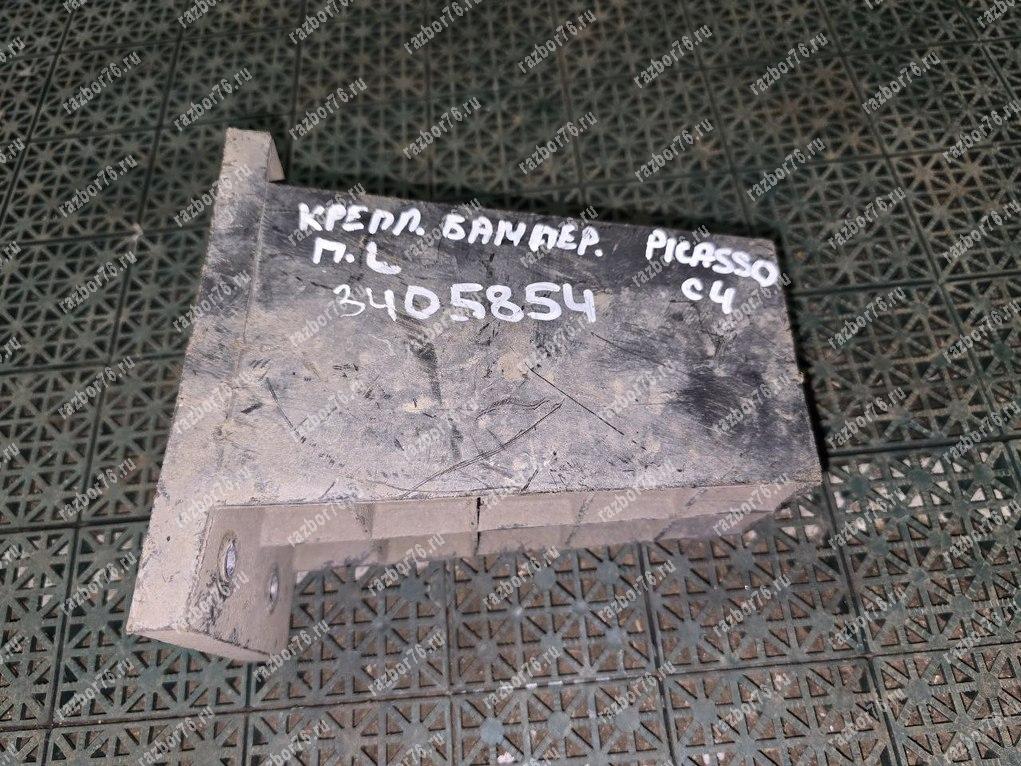 КРЕПЛ. БАМПЕР. PICASSO
П. L C4
3405854
razbor76.ru